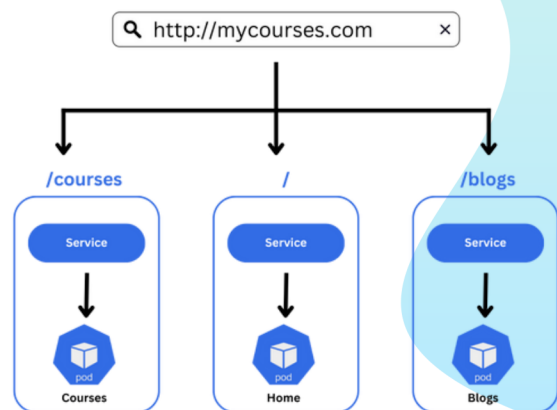 http://mycourses.com ×
/courses
/
/blogs
Service
Service
Service
pod
pod
pod
Courses
Home
Blogs